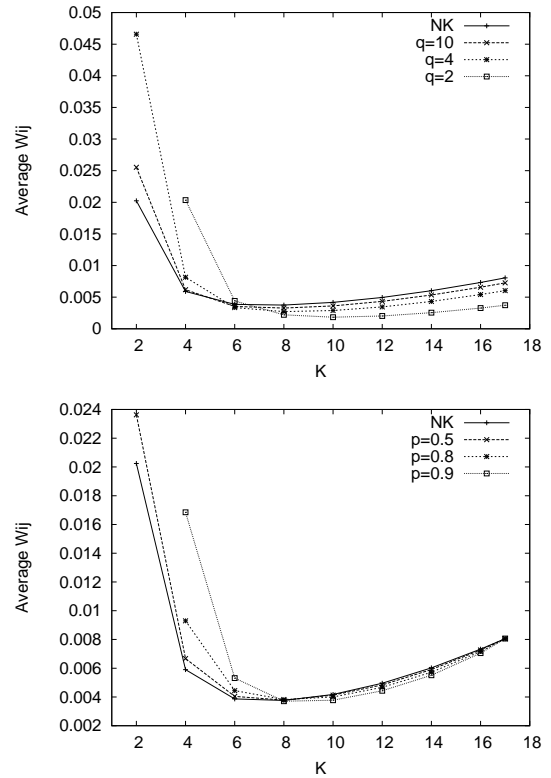 0.05
0.045
0.04
0.035
0.03
0.025
0.02
0.015
0.01
0.005
0
Average Wij
NK
q=10
q=4
q=2
2 4 6 8 10 12 14 16 18
K
0.024
0.022
0.02
0.018
0.016
0.014
0.012
0.01
0.008
0.006
0.004
0.002
Average Wij
NK
p=0.5
p=0.8
p=0.9
2 4 6 8 10 12 14 16 18
K